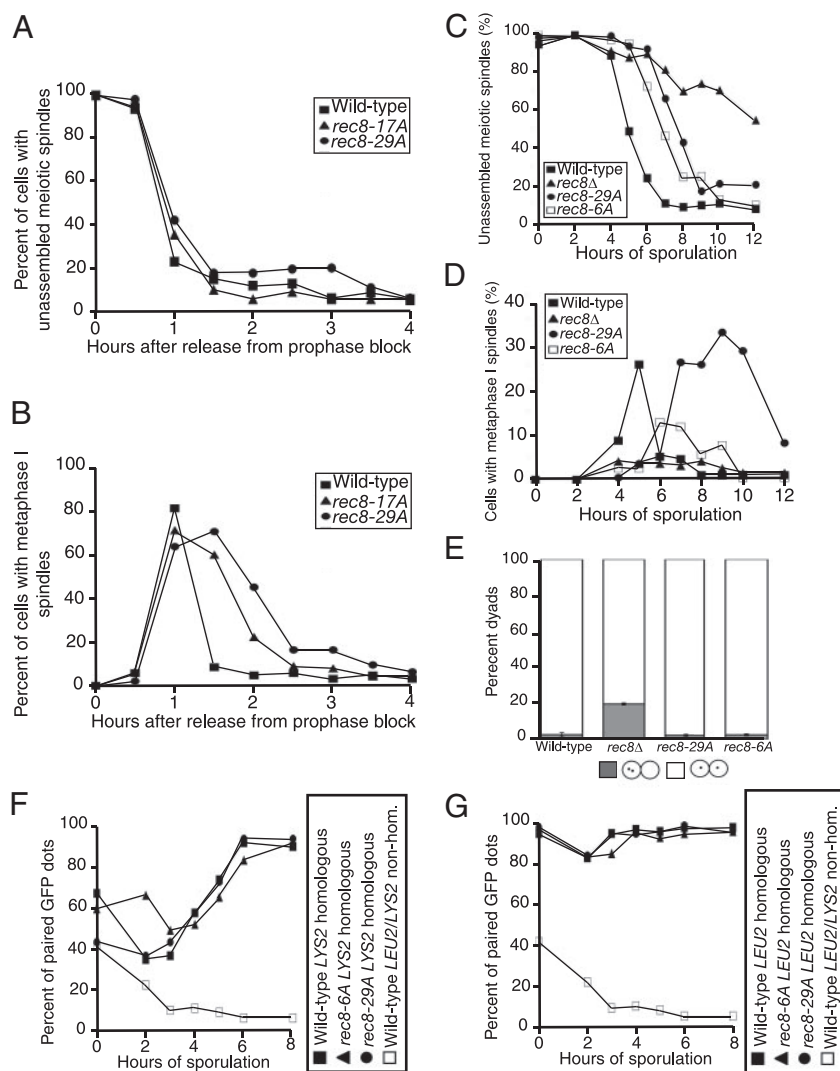 A
Percent of cells with
unassembled meiotic spindles
100
80
60
40
20
0
0 1 2 3 4
Hours after release from prophase block
Wild-type
rec8-17A
rec8-29A
B
Percent of cells with metaphase I
spindles
100
80
60
40
20
0
0 1 2 3 4
Hours after release from prophase block
Wild-type
rec8-17A
rec8-29A
C
Unassembled meiotic spindles (%)
100
80
60
40
20
0
0 2 4 6 8 10 12
Hours of sporulation
Wild-type
rec8Δ
rec8-29A
rec8-6A
D
Cells with metaphase I spindles (%)
40
30
20
10
0
0 2 4 6 8 10 12
Hours of sporulation
Wild-type
rec8Δ
rec8-29A
rec8-6A
E
Perecent dyads
100
80
60
40
20
0
Wild-type rec8Δ rec8-29A rec8-6A
F
Percent of paired GFP dots
100
80
60
40
20
0
0 2 4 6 8
Hours of sporulation
Wild-type LYS2 homologous
rec8-6A LYS2 homologous
rec8-29A LYS2 homologous
Wild-type LEU2/LYS2 non-hom.
G
Percent of paired GFP dots
100
80
60
40
20
0
0 2 4 6 8
Hours of sporulation
Wild-type LEU2 homologous
rec8-6A LEU2 homologous
rec8-29A LEU2 homologous
Wild-type LEU2/LYS2 non-hom.